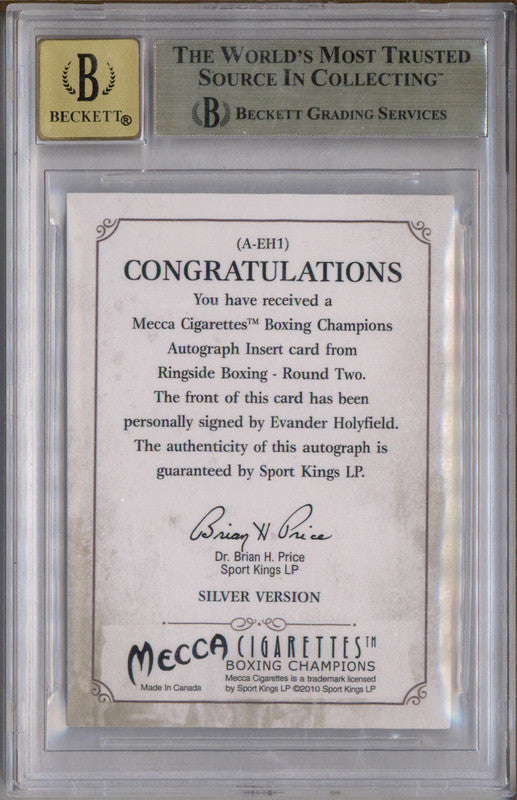 B
BECKETT®
THE WORLD'S MOST TRUSTED
SOURCE IN COLLECTING™
B BECKETT GRADING SERVICES
(A-EH1)
CONGRATULATIONS
You have received a
Mecca Cigarettes™ Boxing Champions
Autograph Insert card from
Ringside Boxing - Round Two.
The front of this card has been
personally signed by Evander Holyfield.
The authenticity of this autograph is
guaranteed by Sport Kings LP.
Brian H Price
Dr. Brian H. Price
Sport Kings LP
SILVER VERSION
MECCA CIGARETTES™
BOXING CHAMPIONS
Mecca Cigarettes is a trademark licensed
Made In Canada by Sport Kings LP ©2010 Sport Kings LP